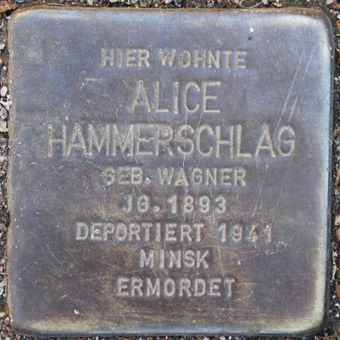 HIER WOHNTE
ALICE
HAMMERSCHLAG
GEB. WAGNER
JG. 1893
DEPORTIERT 1941
MINSK
ERMORDET